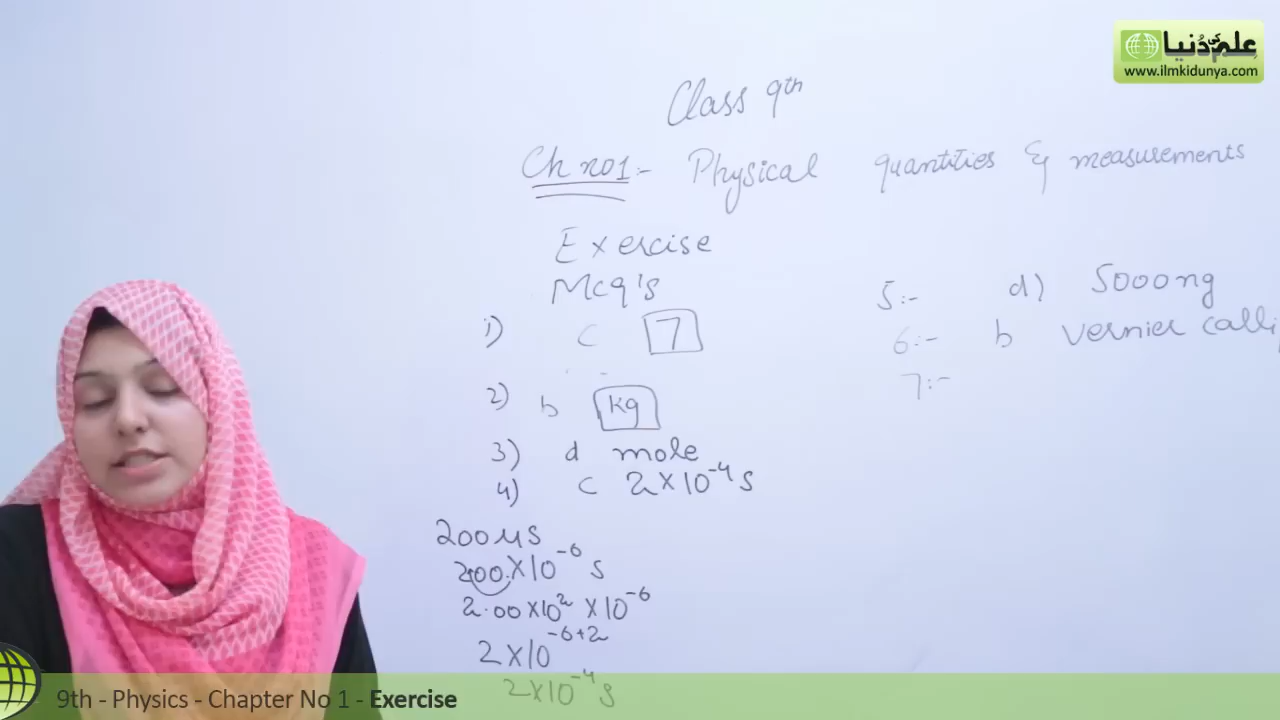 علم کی دُنیا
www.ilmkidunya.com
Class 9th
Ch no1:- Physical quantities & measurements
Exercise
Mcq's
1) c 7
2) b kg
3) d mole
4) c 2×10⁻⁴ s
200 μs
200.×10⁻⁶ s
2.00×10² ×10⁻⁶
2×10⁻⁶⁺²
2×10⁻⁴ s
5:- d) 5000ng
6:- b vernier calli
7:-
9th - Physics - Chapter No 1 - Exercise